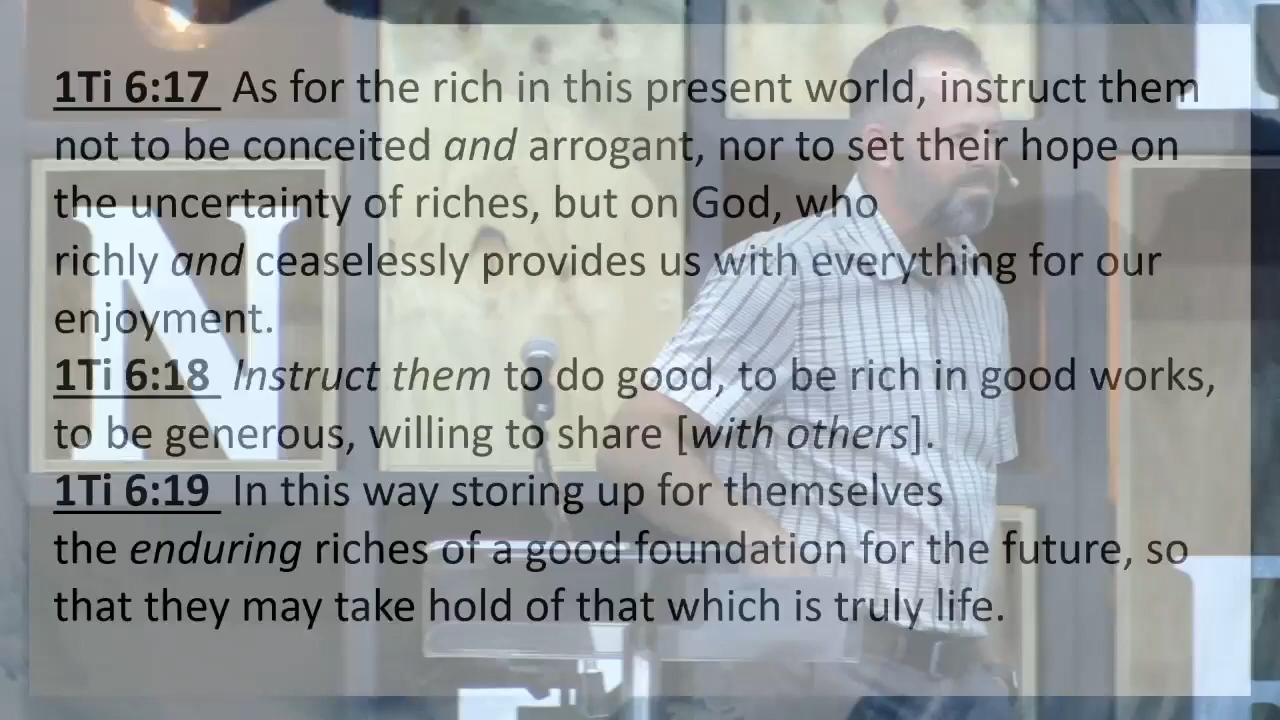 1Ti 6:17 As for the rich in this present world, instruct them
not to be conceited and arrogant, nor to set their hope on
the uncertainty of riches, but on God, who
richly and ceaselessly provides us with everything for our
enjoyment.
1Ti 6:18 Instruct them to do good, to be rich in good works,
to be generous, willing to share [with others].
1Ti 6:19 In this way storing up for themselves
the enduring riches of a good foundation for the future, so
that they may take hold of that which is truly life.
N